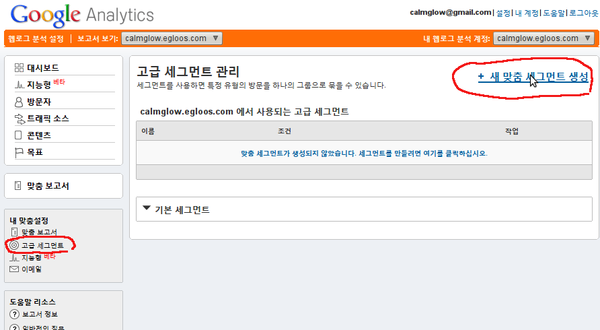 Google Analytics
calmglow@gmail.com | 설정 | 내 계정 | 도움말 | 로그아웃
웹로그 분석 설정 | 보고서 보기: calmglow.egloos.com
내 웹로그 분석 계정: calmglow.egloos.com
대시보드
지능형 베타
방문자
트래픽 소스
콘텐츠
목표
맞춤 보고서
내 맞춤설정
맞춤 보고서
고급 세그먼트
지능형 베타
이메일
도움말 리소스
보고서 정보
일반적인 질문
고급 세그먼트 관리
세그먼트를 사용하면 특정 유형의 방문을 하나의 그룹으로 묶을 수 있습니다.
+ 새 맞춤 세그먼트 생성
calmglow.egloos.com 에서 사용되는 고급 세그먼트
이름 조건 작업
맞춤 세그먼트가 생성되지 않았습니다. 세그먼트를 만들려면 여기를 클릭하십시오.
기본 세그먼트